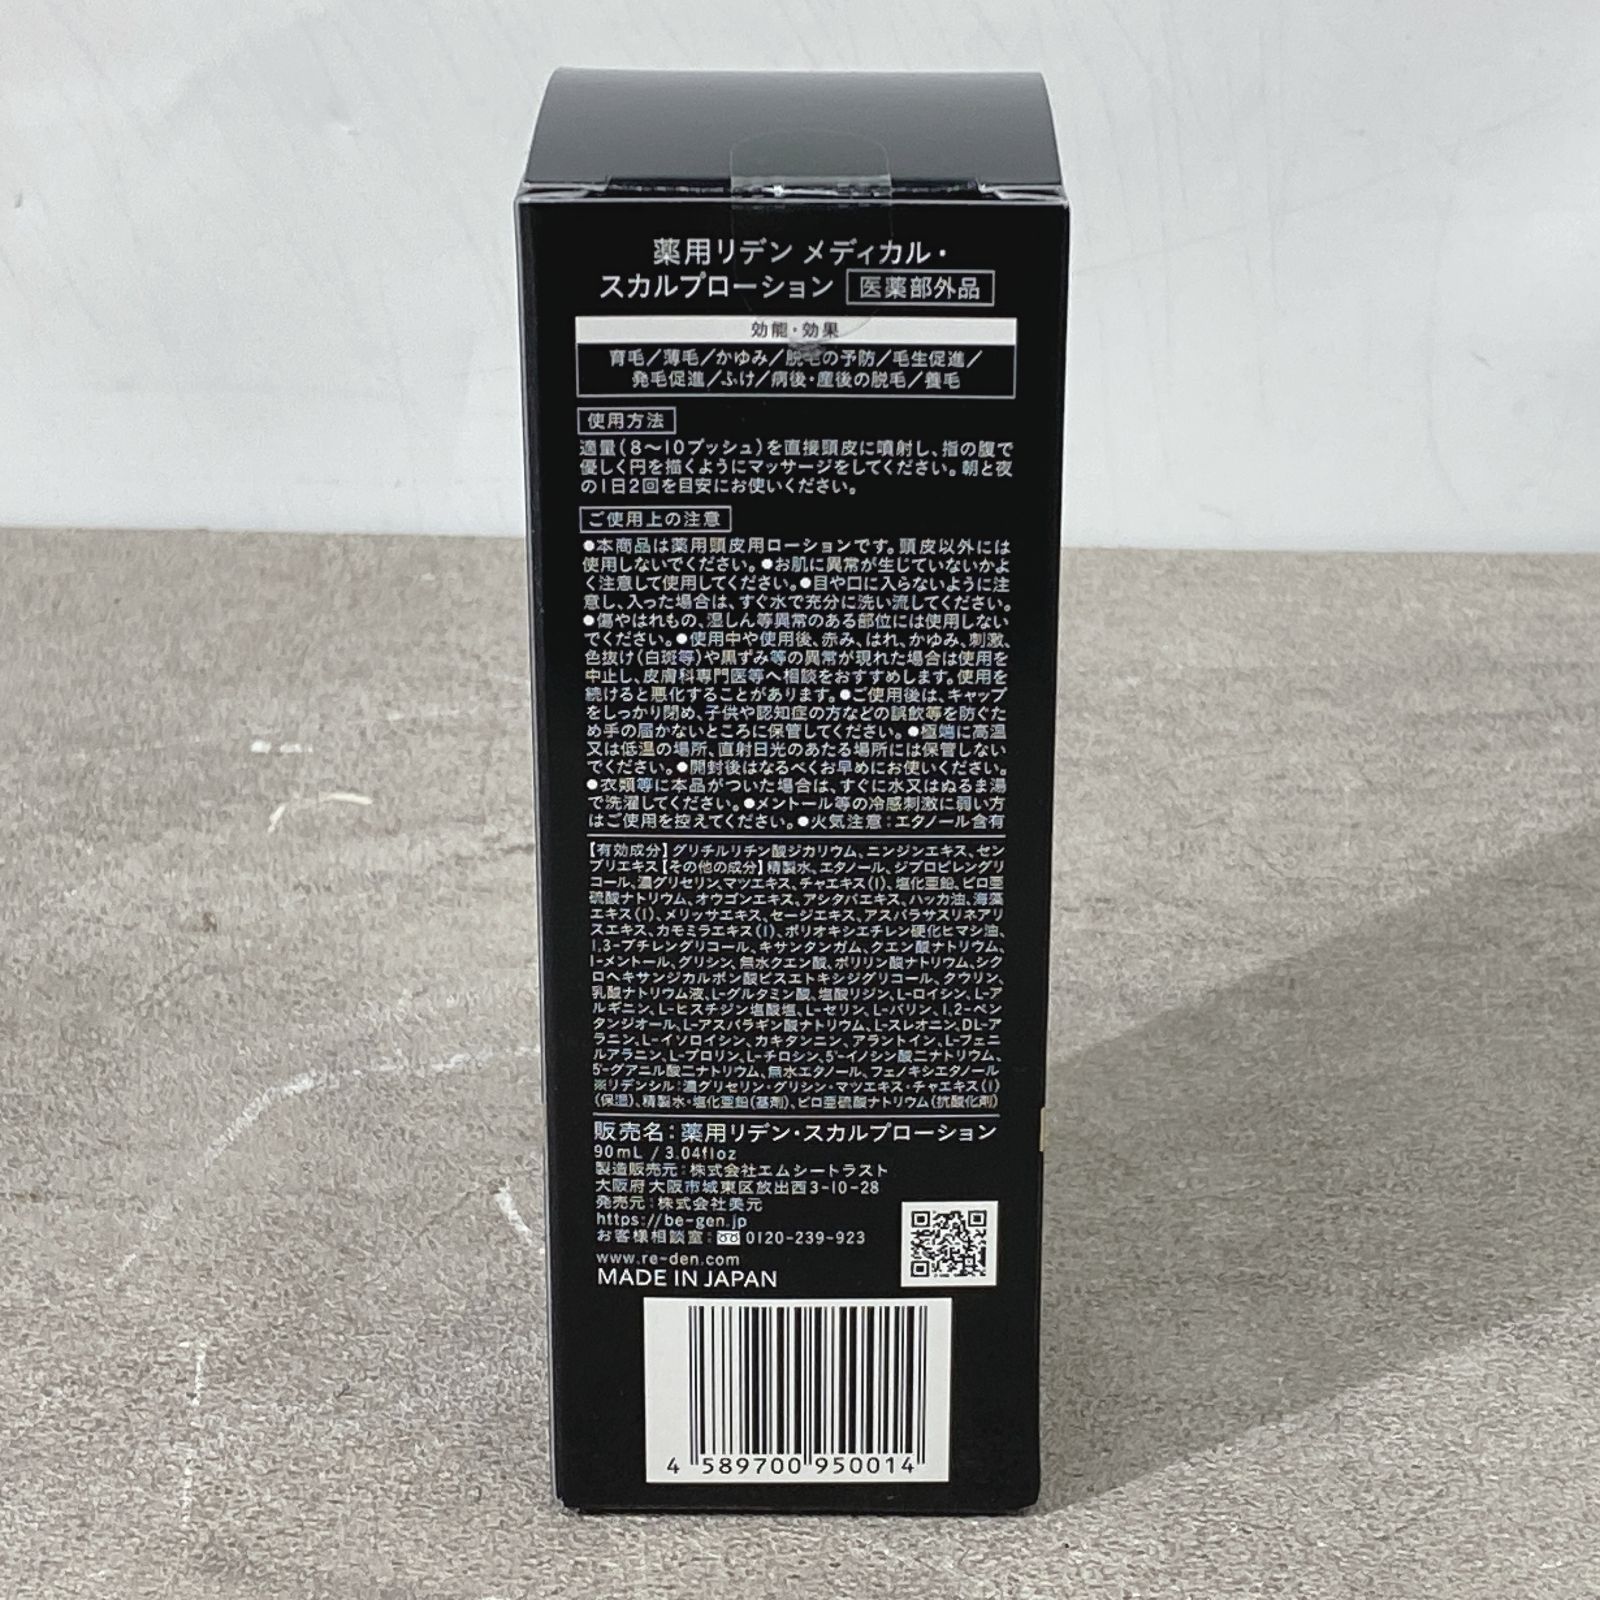 薬用リデン メディカル・
スカルプローション 医薬部外品
効能・効果
育毛/薄毛/かゆみ/脱毛の予防/毛生促進/
発毛促進/ふけ/病後・産後の脱毛/養毛
使用方法
適量(8〜10プッシュ)を直接頭皮に噴射し、指の腹で
優しく円を描くようにマッサージをしてください。朝と夜
の1日2回を目安にお使いください。
ご使用上の注意
●本商品は薬用頭皮用ローションです。頭皮以外には
使用しないでください。●お肌に異常が生じていないかよ
く注意して使用してください。●目や口に入らないように注
意し、入った場合は、すぐ水で充分に洗い流してください。
●傷やはれもの、湿しん等異常のある部位には使用しない
でください。●使用中や使用後、赤み、はれ、かゆみ、刺激、
色抜け(白斑等)や黒ずみ等の異常が現れた場合は使用を
中止し、皮膚科専門医等へ相談をおすすめします。使用を
続けると悪化することがあります。●ご使用後は、キャップ
をしっかり閉め、子供や認知症の方などの誤飲等を防ぐた
め手の届かないところに保管してください。●極端に高温
又は低温の場所、直射日光のあたる場所には保管しない
でください。●開封後はなるべくお早めにお使いください。
●衣類等に本品がついた場合は、すぐに水又はぬるま湯
で洗濯してください。●メントール等の冷感刺激に弱い方
はご使用を控えてください。●火気注意:エタノール含有
【有効成分】グリチルリチン酸ジカリウム、ニンジンエキス、セン
ブリエキス【その他の成分】精製水、エタノール、ジプロピレングリ
コール、濃グリセリン、マツエキス、チャエキス(1)、塩化亜鉛、ピロ亜
硫酸ナトリウム、オウゴンエキス、アシタバエキス、ハッカ油、海藻
エキス(1)、メリッサエキス、セージエキス、アスパラサスリネアリ
スエキス、カモミラエキス(1)、ポリオキシエチレン硬化ヒマシ油、
1,3-ブチレングリコール、キサンタンガム、クエン酸ナトリウム、
l-メントール、グリシン、無水クエン酸、ポリリン酸ナトリウム、シク
ロヘキサンジカルボン酸ビスエトキシジグリコール、タウリン、
乳酸ナトリウム液、L-グルタミン酸、塩酸リジン、L-ロイシン、L-ア
ルギニン、L-ヒスチジン塩酸塩、L-セリン、L-バリン、1,2-ペン
タンジオール、L-アスパラギン酸ナトリウム、L-スレオニン、DL-ア
ラニン、L-イソロイシン、カキタンニン、アラントイン、L-フェニ
ルアラニン、L-プロリン、L-チロシン、5'-イノシン酸二ナトリウム、
5'-グアニル酸二ナトリウム、無水エタノール、フェノキシエタノール
※リデンシル:濃グリセリン・グリシン・マツエキス・チャエキス(1)
(保湿)、精製水・塩化亜鉛(基剤)、ピロ亜硫酸ナトリウム(抗酸化剤)
販売名:薬用リデン・スカルプローション
90mL / 3.04floz
製造販売元:株式会社エムシートラスト
大阪府大阪市城東区放出西3-10-28
発売元:株式会社美元
https://be-gen.jp
お客様相談室: 0120-239-923
www.re-den.com
MADE IN JAPAN
4 589700 950014